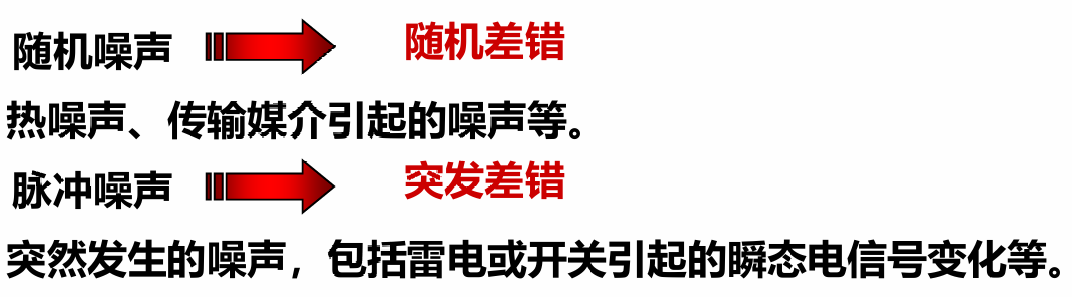 随机噪声 随机差错
热噪声、传输媒介引起的噪声等。
脉冲噪声 突发差错
突然发生的噪声，包括雷电或开关引起的瞬态电信号变化等。